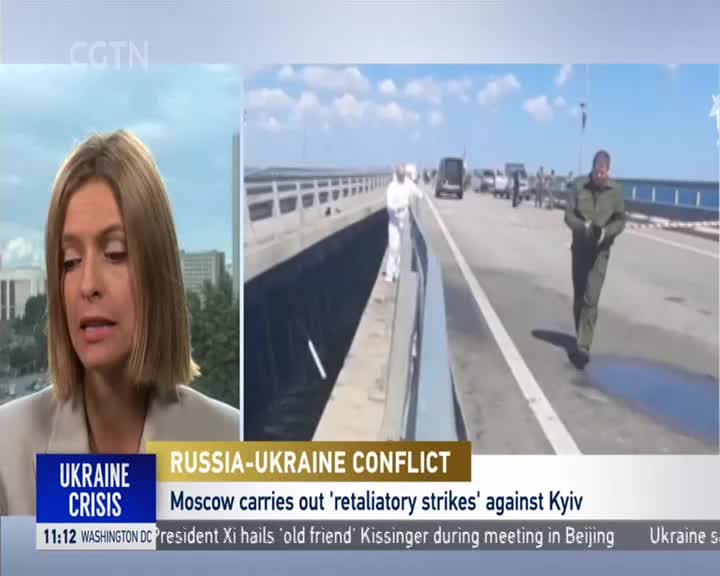 CGTN
RUSSIA-UKRAINE CONFLICT
UKRAINE
CRISIS
Moscow carries out 'retaliatory strikes' against Kyiv
11:12 WASHINGTON DC
President Xi hails 'old friend' Kissinger during meeting in Beijing
Ukraine